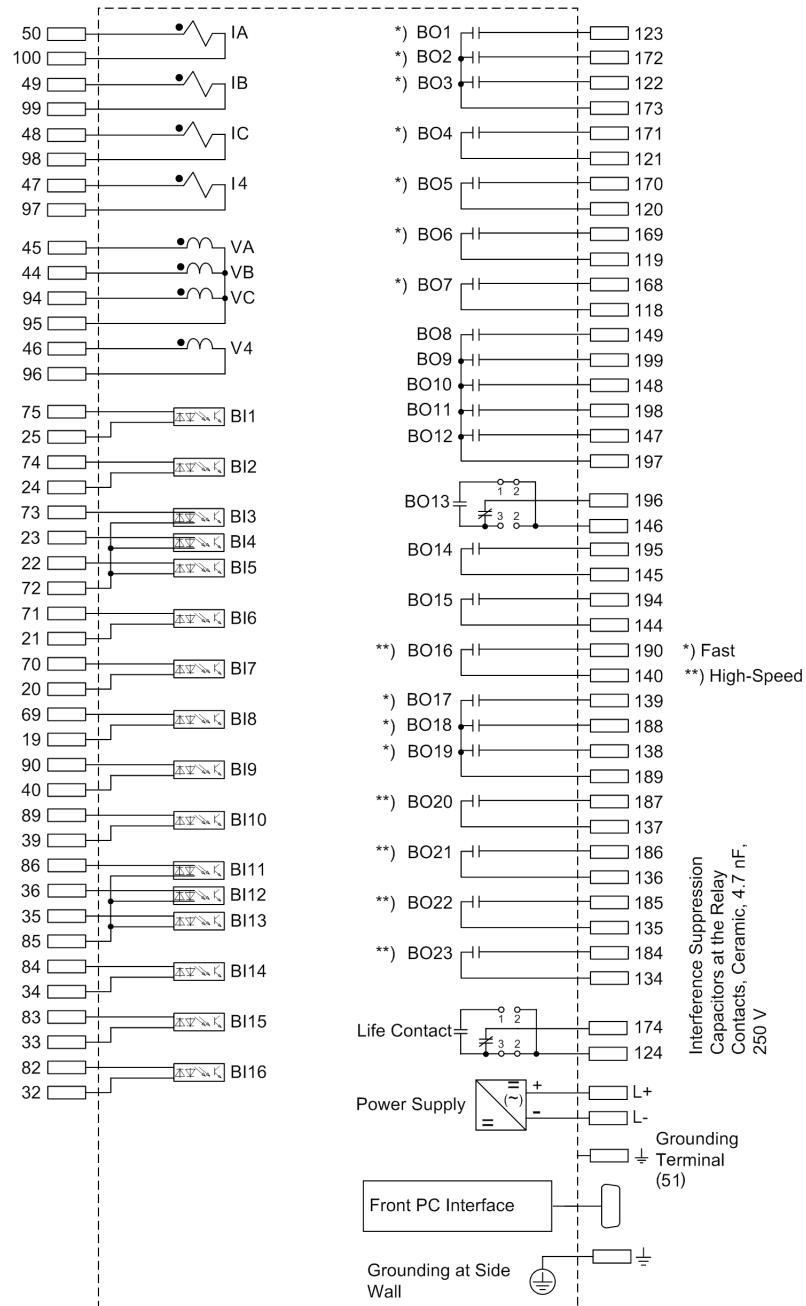 50 IA
100
49 IB
99
48 IC
98
47 I4
97
45 VA
44 VB
94 VC
95
46 V4
96
75 BI1
25
74 BI2
24
73 BI3
23 BI4
22 BI5
72
71 BI6
21
70 BI7
20
69 BI8
19
90 BI9
40
89 BI10
39
86 BI11
36 BI12
35 BI13
85
84 BI14
34
83 BI15
33
82 BI16
32
*) BO1 123
*) BO2 172
*) BO3 122
173
*) BO4 171
121
*) BO5 170
120
*) BO6 169
119
*) BO7 168
118
BO8 149
BO9 199
BO10 148
BO11 198
BO12 147
197
1 2
BO13 196
3 2
146
BO14 195
145
BO15 194
144
**) BO16 190 *) Fast
140 **) High-Speed
*) BO17 139
*) BO18 188
*) BO19 138
189
**) BO20 187
137
**) BO21 186
136
**) BO22 185
135
**) BO23 184
134
Interference Suppression
Capacitors at the Relay
Contacts, Ceramic, 4.7 nF,
250 V
1 2
Life Contact 174
3 2
124
Power Supply = (~) = + L+
- L-
Grounding
Terminal
(51)
Front PC Interface
Grounding at Side
Wall